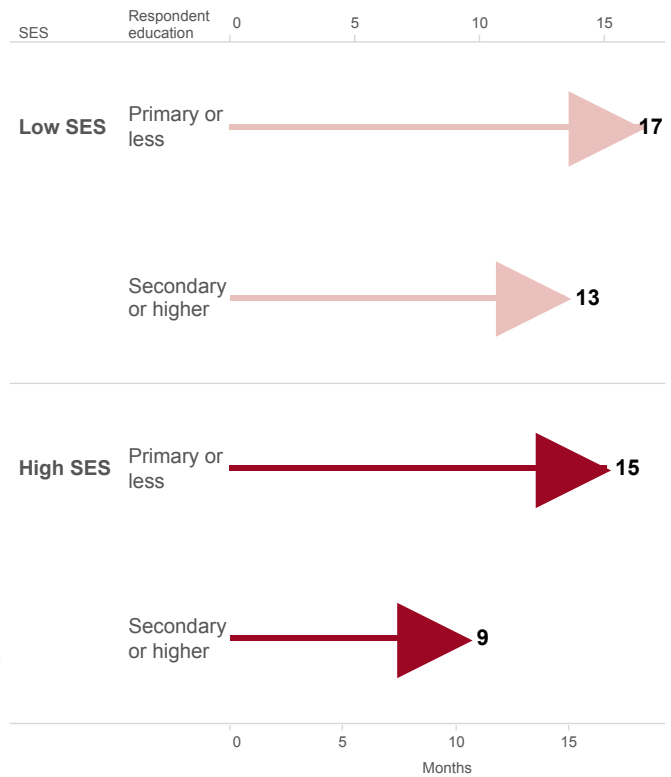 SES
Respondent
education
0 5 10 15
Low SES
Primary or
less
17
Secondary
or higher
13
High SES
Primary or
less
15
Secondary
or higher
9
0 5 10 15
Months